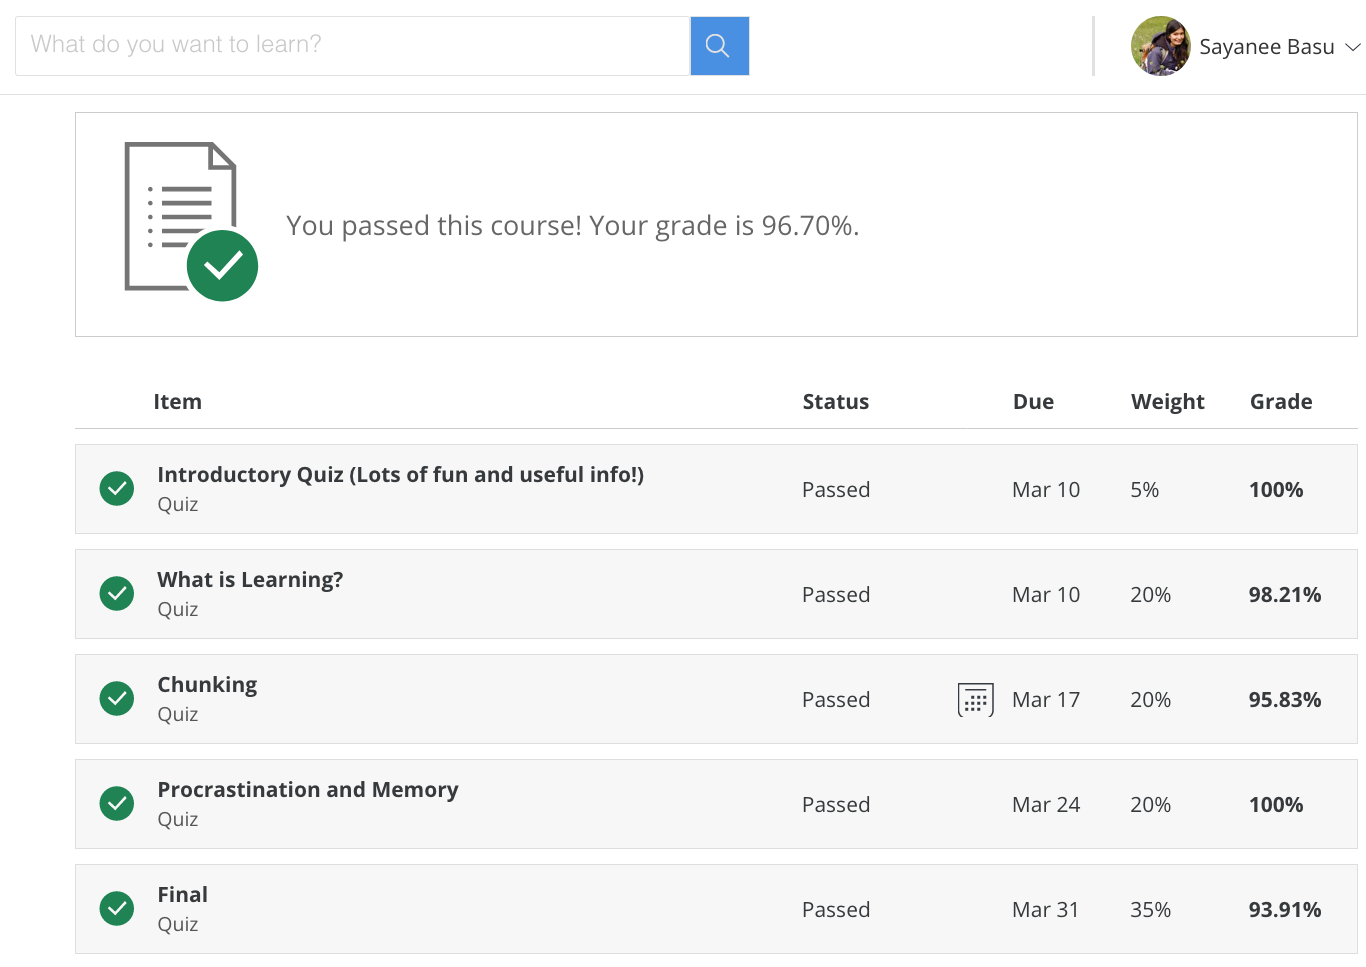 What do you want to learn?
Sayanee Basu
You passed this course! Your grade is 96.70%.
Item Status Due Weight Grade
Introductory Quiz (Lots of fun and useful info!)
Quiz
Passed Mar 10 5% 100%
What is Learning?
Quiz
Passed Mar 10 20% 98.21%
Chunking
Quiz
Passed Mar 17 20% 95.83%
Procrastination and Memory
Quiz
Passed Mar 24 20% 100%
Final
Quiz
Passed Mar 31 35% 93.91%